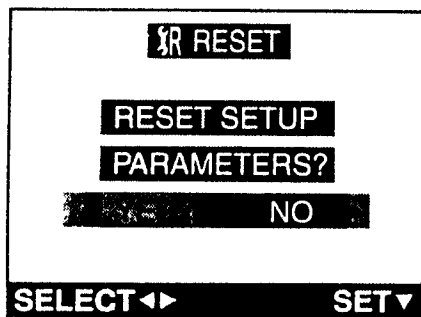 R RESET
RESET SETUP
PARAMETERS?
NO
SELECT◄►
SET▼